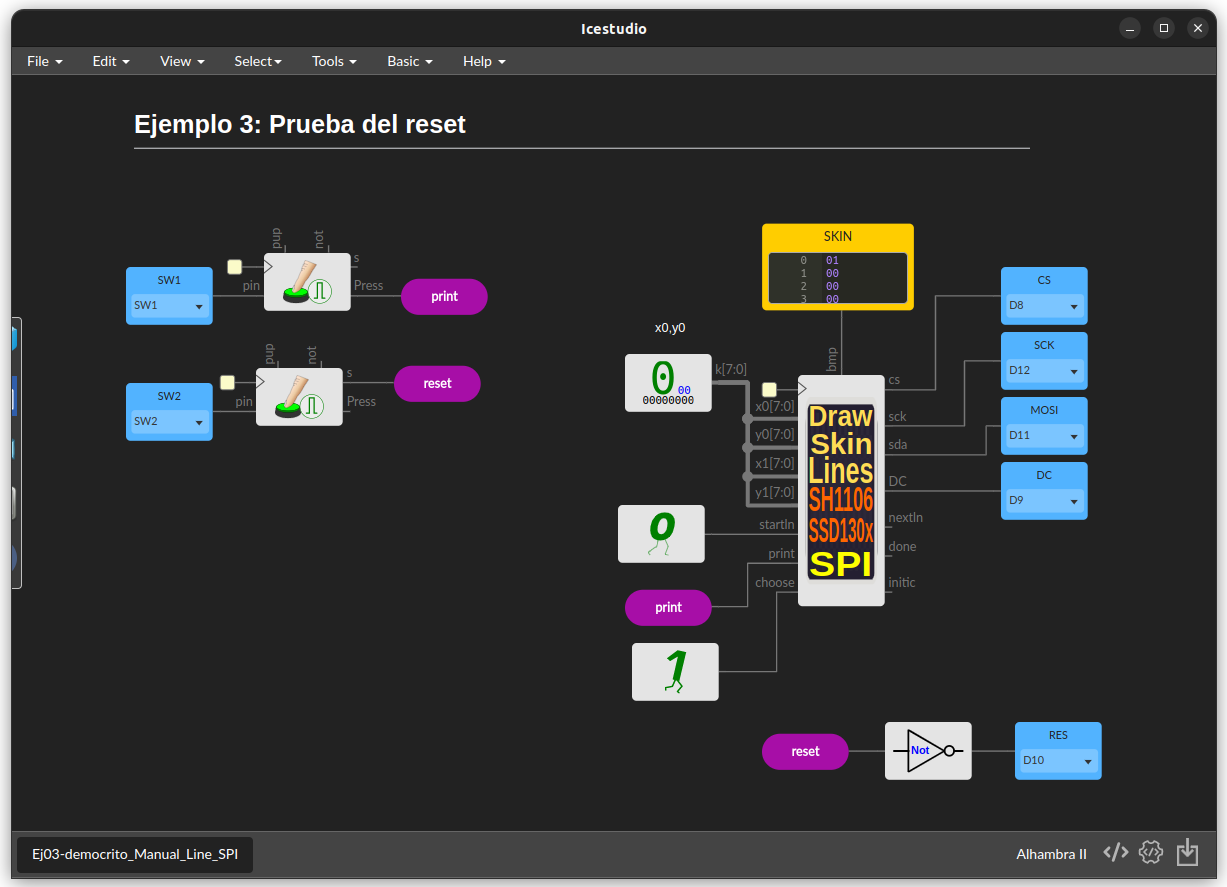 Icestudio
File Edit View Select Tools Basic Help
Ejemplo 3: Prueba del reset
pup not
s
SW1
SW1
pin
Press
print
pup not
s
SW2
SW2
pin
Press
reset
SKIN
0 01
1 00
2 00
3 00
x0,y0
0
00
00000000
k[7:0]
bmp
x0[7:0]
y0[7:0]
x1[7:0]
y1[7:0]
startln
print
choose
Draw
Skin
Lines
SH1106
SSD130x
SPI
cs
sck
sda
DC
nextln
done
initic
CS
D8
SCK
D12
MOSI
D11
DC
D9
0
print
1
reset
Not
RES
D10
Ej03-democrito_Manual_Line_SPI
Alhambra II